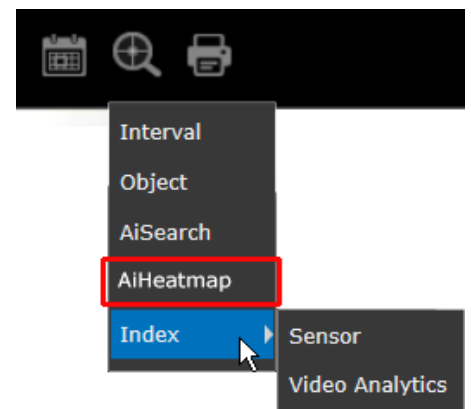 Interval
Object
AiSearch
AiHeatmap
Index
Sensor
Video Analytics